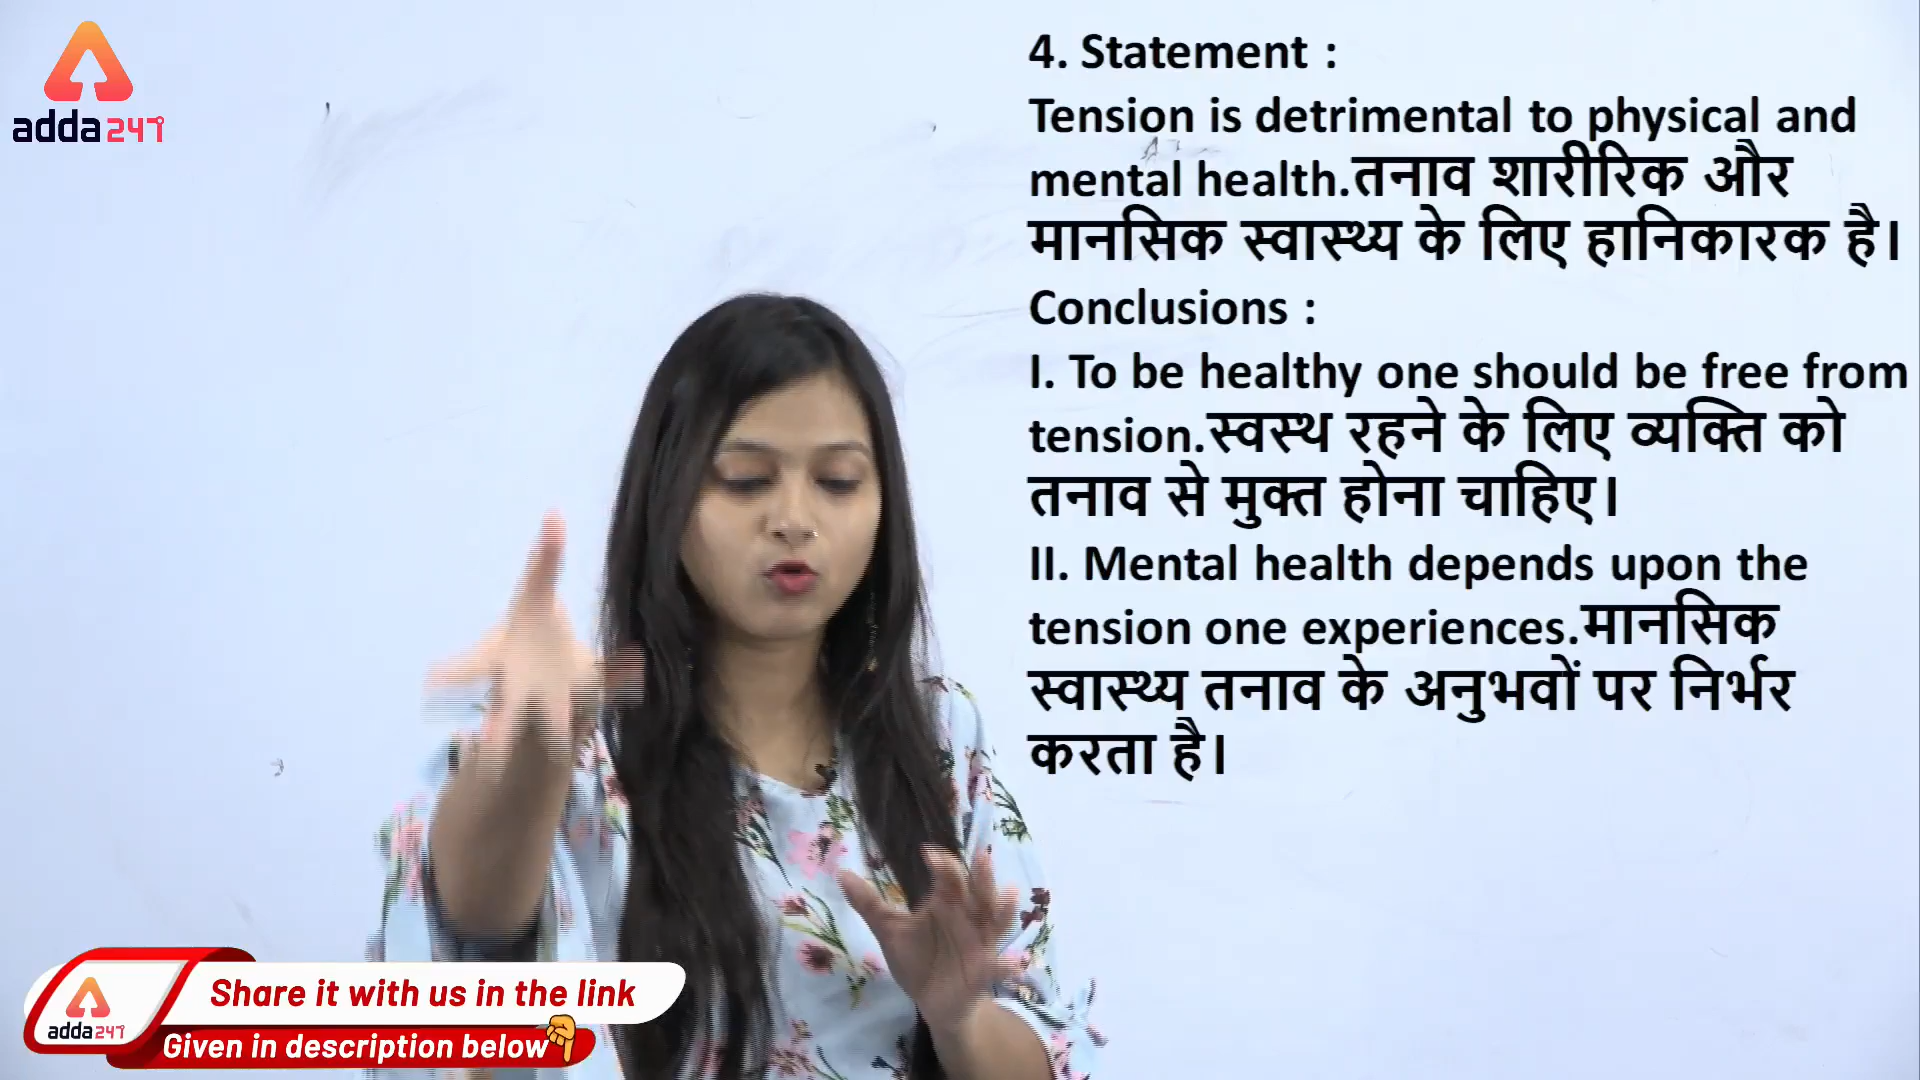 adda247
4. Statement :
Tension is detrimental to physical and
mental health.तनाव शारीरिक और
मानसिक स्वास्थ्य के लिए हानिकारक है।
Conclusions :
I. To be healthy one should be free from
tension.स्वस्थ रहने के लिए व्यक्ति को
तनाव से मुक्त होना चाहिए।
II. Mental health depends upon the
tension one experiences.मानसिक
स्वास्थ्य तनाव के अनुभवों पर निर्भर
करता है।
adda247
Share it with us in the link
Given in description below